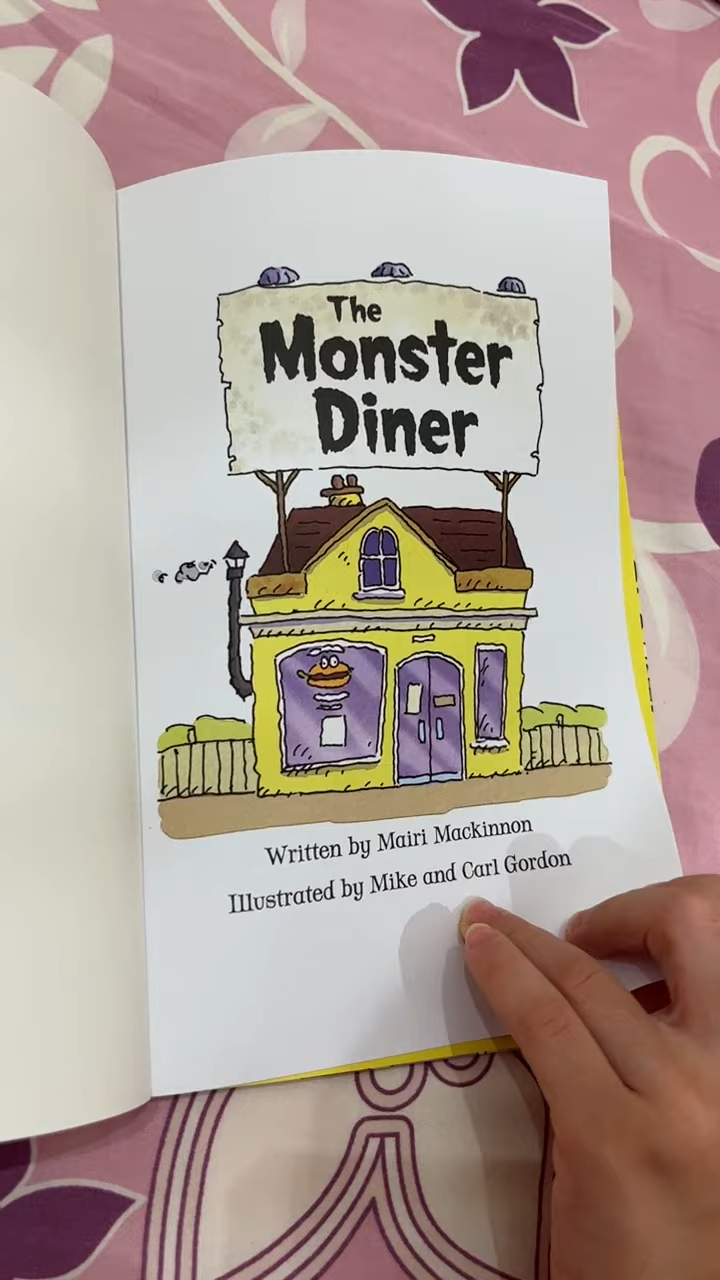 The
Monster
Diner
Written by Mairi Mackinnon
Illustrated by Mike and Carl Gordon